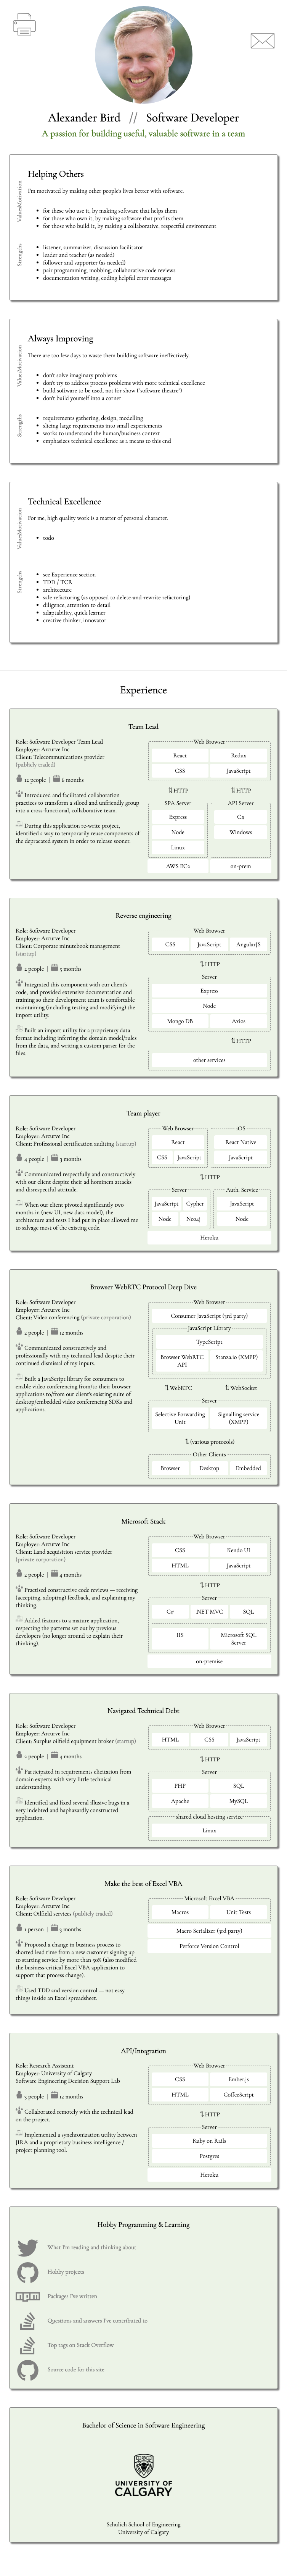 Alexander Bird // Software Developer
A passion for building useful, valuable software in a team
Helping Others
Motivation
I'm motivated by making other people's lives better with software.
Values
for those who use it, by making software that helps them
for those who own it, by making software that profits them
for those who build it, by making a collaborative, respectful environment
Strengths
listener, summarizer, discussion facilitator
leader and teacher (as needed)
follower and supporter (as needed)
pair programming, mobbing, collaborative code reviews
documentation writing, coding helpful error messages
Always Improving
Motivation
There are too few days to waste them building software ineffectively.
Values
don't solve imaginary problems
don't try to address process problems with more technical excellence
build software to be used, not for show ("software theatre")
don't build yourself into a corner
Strengths
requirements gathering, design, modelling
slicing large requirements into small experiments
works to understand the human/business context
emphasizes technical excellence as a means to this end
Technical Excellence
Motivation
For me, high quality work is a matter of personal character.
Values
todo
Strengths
see Experience section
TDD / TCR
architecture
safe refactoring (as opposed to delete-and-rewrite refactoring)
diligence, attention to detail
adaptability, quick learner
creative thinker, innovator
Experience
Team Lead
Role: Software Developer Team Lead
Employer: Arcurve Inc
Client: Telecommunications provider
(publicly traded)
12 people | 6 months
Introduced and facilitated collaboration
practices to transform a siloed and unfriendly group
into a cross-functional, collaborative team.
During this application re-write project,
identified a way to temporarily reuse components of
the deprecated system in order to release sooner.
Web Browser
React Redux
CSS JavaScript
HTTP HTTP
SPA Server API Server
Express C#
Node Windows
Linux
AWS EC2 on-prem
Reverse engineering
Role: Software Developer
Employer: Arcurve Inc
Client: Corporate minutebook management
(startup)
2 people | 5 months
Integrated this component with our client's
code, and provided extensive documentation and
training so their development team is comfortable
maintaining (including testing and modifying) the
import utility.
Built an import utility for a proprietary data
format including inferring the domain model/rules
from the data, and writing a custom parser for the
files.
Web Browser
CSS JavaScript AngularJS
HTTP
Server
Express
Node
Mongo DB Axios
HTTP
other services
Team player
Role: Software Developer
Employer: Arcurve Inc
Client: Professional certification auditing (startup)
4 people | 3 months
Communicated respectfully and constructively
with our client despite their ad hominem attacks
and disrespectful attitude.
When our client pivoted significantly two
months in (new UI, new data model), the
architecture and tests I had put in place allowed me
to salvage most of the existing code.
Web Browser iOS
React React Native
CSS JavaScript JavaScript
HTTP
Server Auth. Service
JavaScript Cypher JavaScript
Node Neo4j Node
Heroku
Browser WebRTC Protocol Deep Dive
Role: Software Developer
Employer: Arcurve Inc
Client: Video conferencing (private corporation)
2 people | 12 months
Communicated constructively and
professionally with my technical lead despite their
continued dismissal of my inputs.
Built a JavaScript library for consumers to
enable video conferencing from/to their browser
applications to/from our client's existing suite of
desktop/embedded video conferencing SDKs and
applications.
Web Browser
Consumer JavaScript (3rd party)
JavaScript Library
TypeScript
Browser WebRTC Stanza.io (XMPP)
API
WebRTC WebSocket
Server
Selective Forwarding Signalling service
Unit (XMPP)
(various protocols)
Other Clients
Browser Desktop Embedded
Microsoft Stack
Role: Software Developer
Employer: Arcurve Inc
Client: Land acquisition service provider
(private corporation)
2 people | 4 months
Practised constructive code reviews — receiving
(accepting, adopting) feedback, and explaining my
thinking.
Added features to a mature application,
respecting the patterns set out by previous
developers (no longer around to explain their
thinking).
Web Browser
CSS Kendo UI
HTML JavaScript
HTTP
Server
C# .NET MVC SQL
IIS Microsoft SQL
Server
on-premise
Navigated Technical Debt
Role: Software Developer
Employer: Arcurve Inc
Client: Surplus oilfield equipment broker (startup)
2 people | 4 months
Participated in requirements elicitation from
domain experts with very little technical
understanding.
Identified and fixed several illusive bugs in a
very indebted and haphazardly constructed
application.
Web Browser
HTML CSS JavaScript
HTTP
Server
PHP SQL
Apache MySQL
shared cloud hosting service
Linux
Make the best of Excel VBA
Role: Software Developer
Employer: Arcurve Inc
Client: Oilfield services (publicly traded)
1 person | 3 months
Proposed a change in business process to
shorted lead time from a new customer signing up
to starting service by more than 50% (also modified
the business-critical Excel VBA application to
support that process change).
Used TDD and version control — not easy
things inside an Excel spreadsheet.
Microsoft Excel VBA
Macros Unit Tests
Macro Serializer (3rd party)
Perforce Version Control
API/Integration
Role: Research Assistant
Employer: University of Calgary
Software Engineering Decision Support Lab
3 people | 12 months
Collaborated remotely with the technical lead
on the project.
Implemented a synchronization utility between
JIRA and a proprietary business intelligence /
project planning tool.
Web Browser
CSS Ember.js
HTML CoffeeScript
HTTP
Server
Ruby on Rails
Postgres
Heroku
Hobby Programming & Learning
What I'm reading and thinking about
Hobby projects
npm Packages I've written
Questions and answers I've contributed to
Top tags on Stack Overflow
Source code for this site
Bachelor of Science in Software Engineering
UNIVERSITY OF
CALGARY
Schulich School of Engineering
University of Calgary